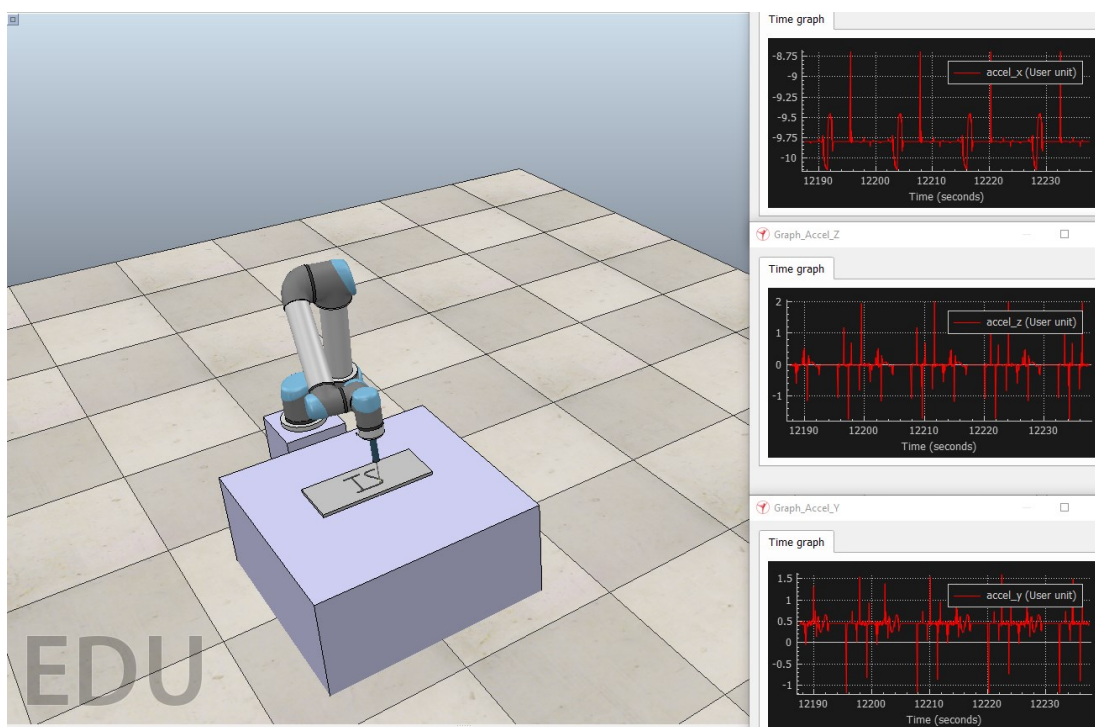 Time graph
-8.75
-9
-9.25
-9.5
-9.75
-10
accel_x (User unit)
12190 12200 12210 12220 12230
Time (seconds)
Graph_Accel_Z
Time graph
2
1
0
-1
accel_z (User unit)
12190 12200 12210 12220 12230
Time (seconds)
Graph_Accel_Y
Time graph
1.5
1
0.5
0
-0.5
-1
accel_y (User unit)
12190 12200 12210 12220 12230
Time (seconds)
EDU